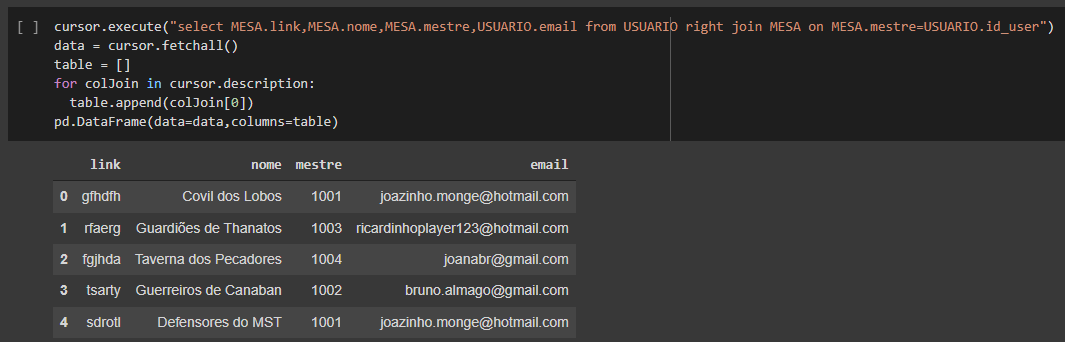 [ ] cursor.execute("select MESA.link,MESA.nome,MESA.mestre,USUARIO.email from USUARIO right join MESA on MESA.mestre=USUARIO.id_user")
data = cursor.fetchall()
table = []
for colJoin in cursor.description:
  table.append(colJoin[0])
pd.DataFrame(data=data,columns=table)
link nome mestre email
0 gfhdfh Covil dos Lobos 1001 joazinho.monge@hotmail.com
1 rfaerg Guardiões de Thanatos 1003 ricardinhoplayer123@hotmail.com
2 fgjhda Taverna dos Pecadores 1004 joanabr@gmail.com
3 tsarty Guerreiros de Canaban 1002 bruno.almago@gmail.com
4 sdrotl Defensores do MST 1001 joazinho.monge@hotmail.com